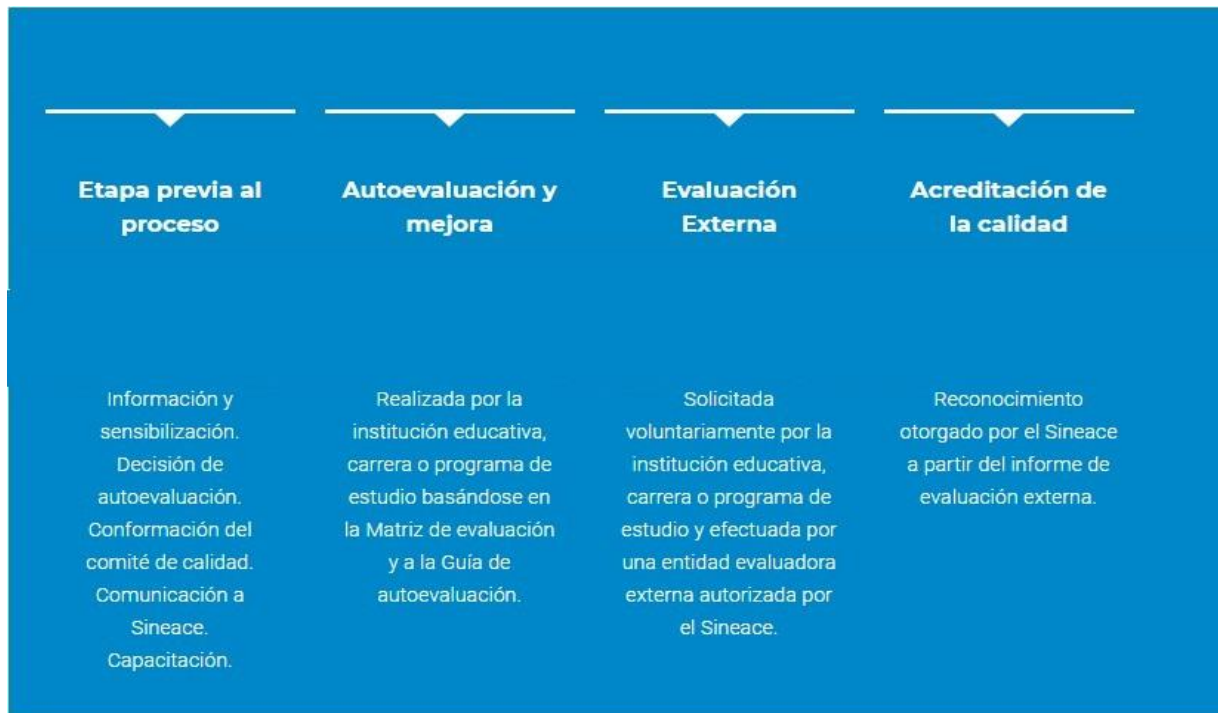 Etapa previa al
proceso
Información y
sensibilización.
Decisión de
autoevaluación.
Conformación del
comité de calidad.
Comunicación a
Sineace.
Capacitación.
Autoevaluación y
mejora
Realizada por la
institución educativa,
carrera o programa de
estudio basándose en
la Matriz de evaluación
y a la Guía de
autoevaluación.
Evaluación
Externa
Solicitada
voluntariamente por la
institución educativa,
carrera o programa de
estudio y efectuada por
una entidad evaluadora
externa autorizada por
el Sineace.
Acreditación de
la calidad
Reconocimiento
otorgado por el Sineace
a partir del informe de
evaluación externa.